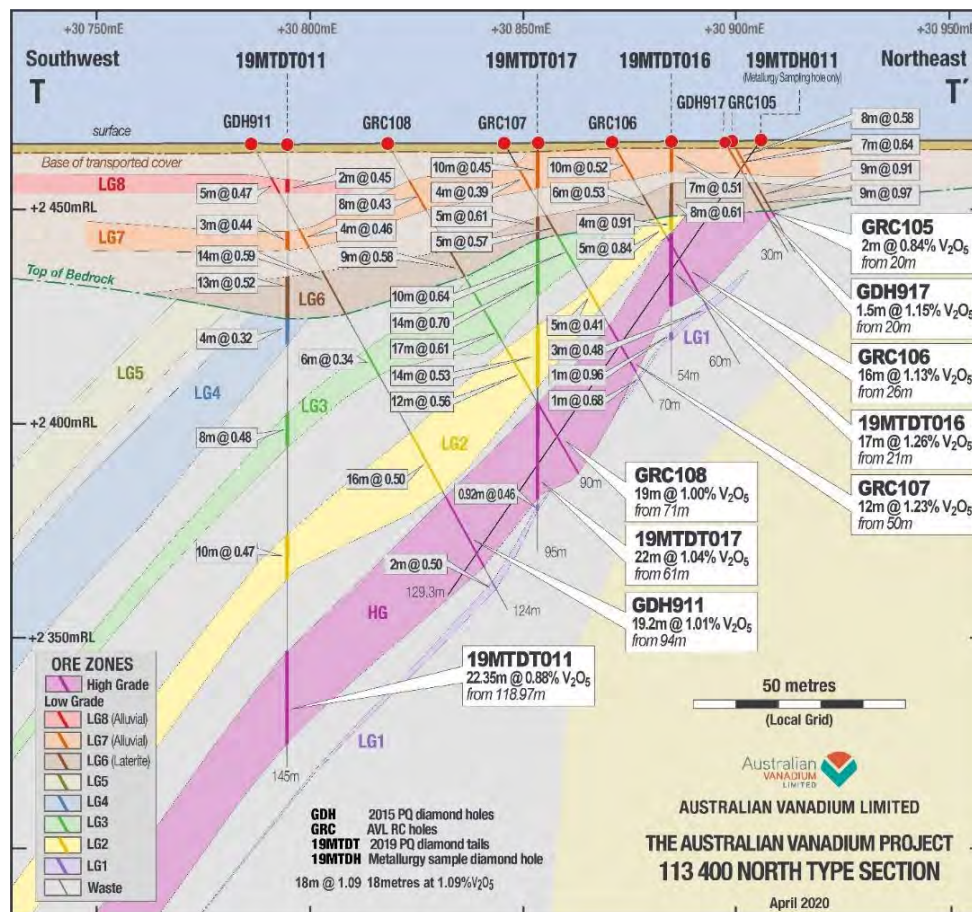 +30 750mE
+30 800mE
+30 850mE
+30 900mE
+30 950mE
Southwest
T
Northeast
T´
19MTDT011
19MTDT017
19MTDT016
19MTDH011
(Metallurgy Sampling hole only)
GDH911
GRC108
GRC107
GRC106
GDH917
GRC105
surface
Base of transported cover
LG8
+2 450mRL
LG7
Top of Bedrock
LG6
LG5
LG4
LG3
LG2
LG1
HG
LG1
+2 400mRL
+2 350mRL
5m @ 0.47
2m @ 0.45
8m @ 0.43
3m @ 0.44
4m @ 0.46
14m @ 0.59
9m @ 0.58
13m @ 0.52
4m @ 0.32
6m @ 0.34
8m @ 0.48
16m @ 0.50
10m @ 0.47
10m @ 0.45
4m @ 0.39
5m @ 0.61
5m @ 0.57
10m @ 0.64
14m @ 0.70
17m @ 0.61
14m @ 0.53
12m @ 0.56
0.92m @ 0.46
2m @ 0.50
10m @ 0.52
6m @ 0.53
4m @ 0.91
5m @ 0.84
5m @ 0.41
3m @ 0.48
1m @ 0.96
1m @ 0.68
7m @ 0.51
8m @ 0.61
8m @ 0.58
7m @ 0.64
9m @ 0.91
9m @ 0.97
30m
60m
54m
70m
90m
95m
124m
129.3m
145m
GRC105
2m @ 0.84% V₂O₅
from 20m
GDH917
1.5m @ 1.15% V₂O₅
from 20m
GRC106
16m @ 1.13% V₂O₅
from 26m
19MTDT016
17m @ 1.26% V₂O₅
from 21m
GRC107
12m @ 1.23% V₂O₅
from 50m
GRC108
19m @ 1.00% V₂O₅
from 71m
19MTDT017
22m @ 1.04% V₂O₅
from 61m
GDH911
19.2m @ 1.01% V₂O₅
from 94m
19MTDT011
22.35m @ 0.88% V₂O₅
from 118.97m
ORE ZONES
High Grade
Low Grade
LG8 (Alluvial)
LG7 (Alluvial)
LG6 (Laterite)
LG5
LG4
LG3
LG2
LG1
Waste
GDH 2015 PQ diamond holes
GRC AVL RC holes
19MTDT 2019 PQ diamond tails
19MTDH Metallurgy sample diamond hole
18m @ 1.09 18metres at 1.09%V₂O₅
50 metres
(Local Grid)
Australian
VANADIUM
LIMITED
AUSTRALIAN VANADIUM LIMITED
THE AUSTRALIAN VANADIUM PROJECT
113 400 NORTH TYPE SECTION
April 2020